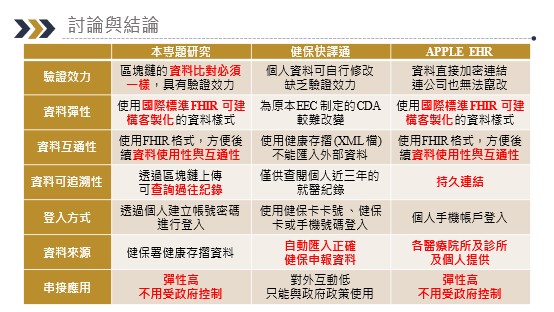 討論與結論
本專題研究 健保快譯通 APPLE EHR
驗證效力
區塊鏈的資料比對必須
一樣，具有驗證效力
個人資料可自行修改
缺乏驗證效力
資料直接加密連結
連公司也無法竄改
資料彈性
使用國際標準FHIR 可建
構客製化的資料樣式
為原本EEC 制定的CDA
較難改變
使用國際標準FHIR 可建
構客製化的資料樣式
資料互通性
使用FHIR格式，方便後
續資料使用性與互通性
使用健康存摺(XML檔)
不能匯入外部資料
使用FHIR格式，方便後
續資料使用性與互通性
資料可追溯性
透過區塊鏈上傳
可查詢過往紀錄
僅供查閱個人近三年的
就醫紀錄
持久連結
登入方式
透過個人建立帳號密碼
進行登入
使用健保卡卡號、健保
卡或手機號碼登入
個人手機帳戶登入
資料來源
健保署健康存摺資料
自動匯入正確
健保申報資料
各醫療院所及診所
及個人提供
串接應用
彈性高
不用受政府控制
對外互動低
只能與政府政策使用
彈性高
不用受政府控制